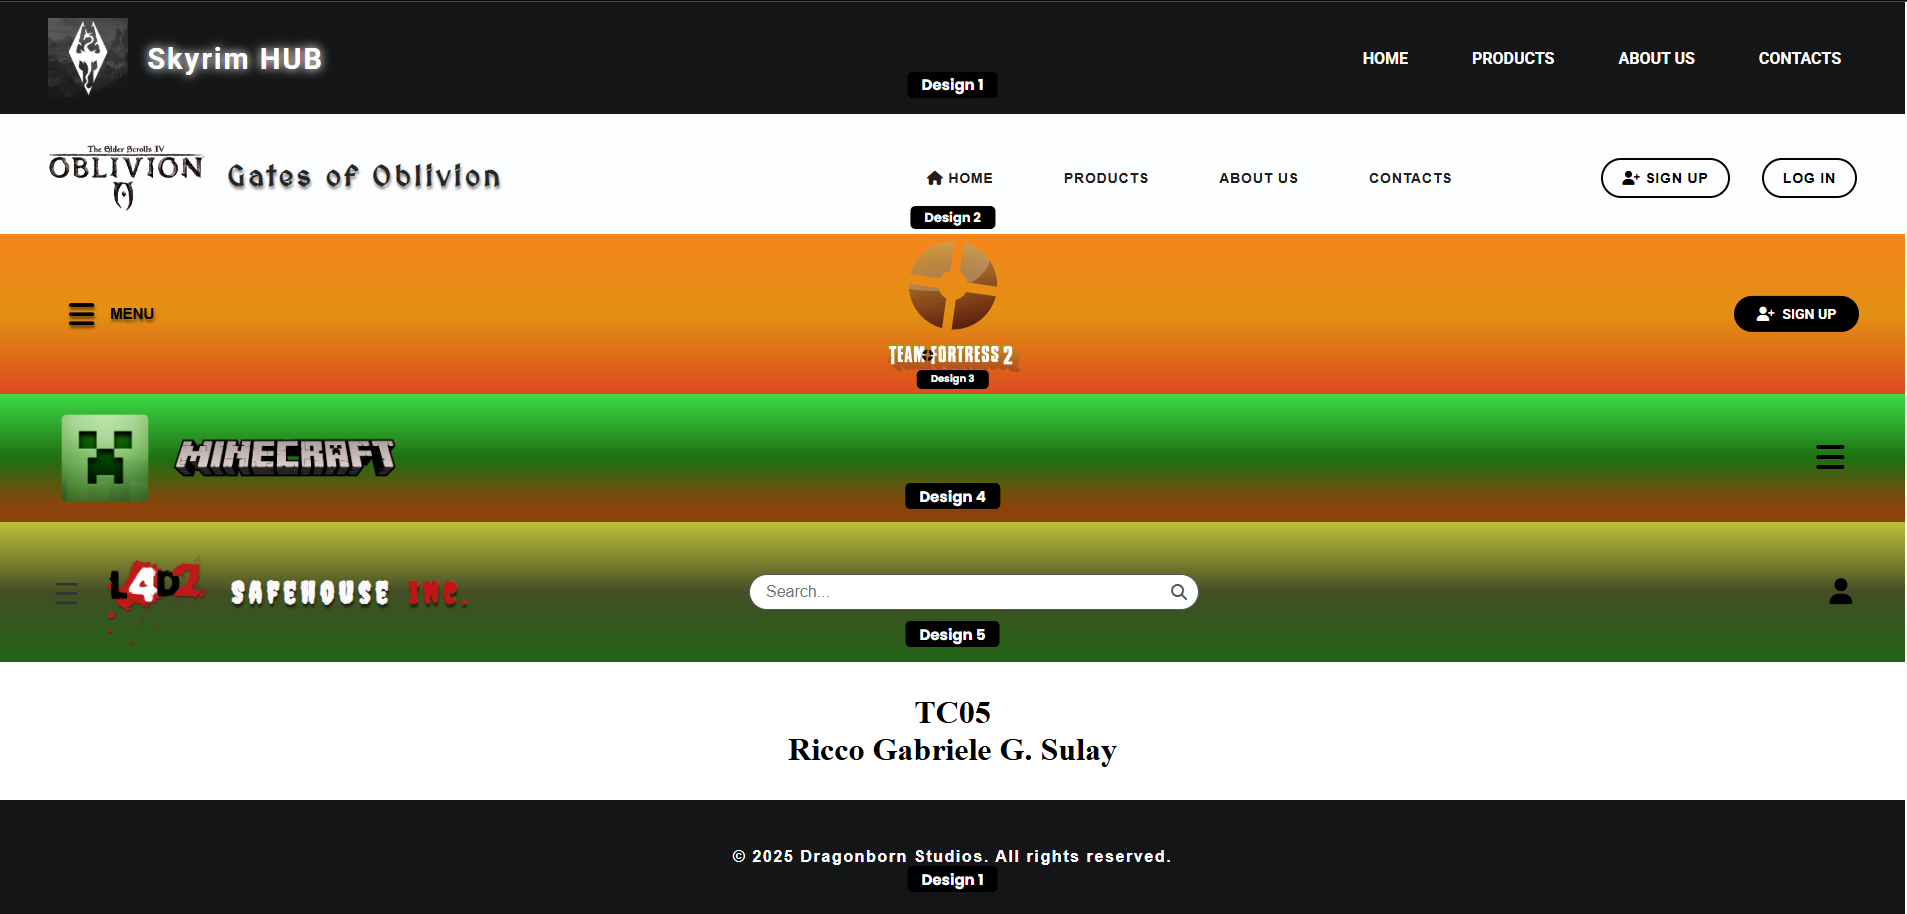 Skyrim HUB
HOME PRODUCTS ABOUT US CONTACTS
Design 1
The Elder Scrolls IV
OBLIVION
Gates of Oblivion
HOME PRODUCTS ABOUT US CONTACTS
SIGN UP LOG IN
Design 2
MENU
SIGN UP
TEAM FORTRESS 2
Design 3
MINECRAFT
Design 4
L4D2
SAFEHOUSE INC.
Search...
Design 5
TC05
Ricco Gabriele G. Sulay
© 2025 Dragonborn Studios. All rights reserved.
Design 1